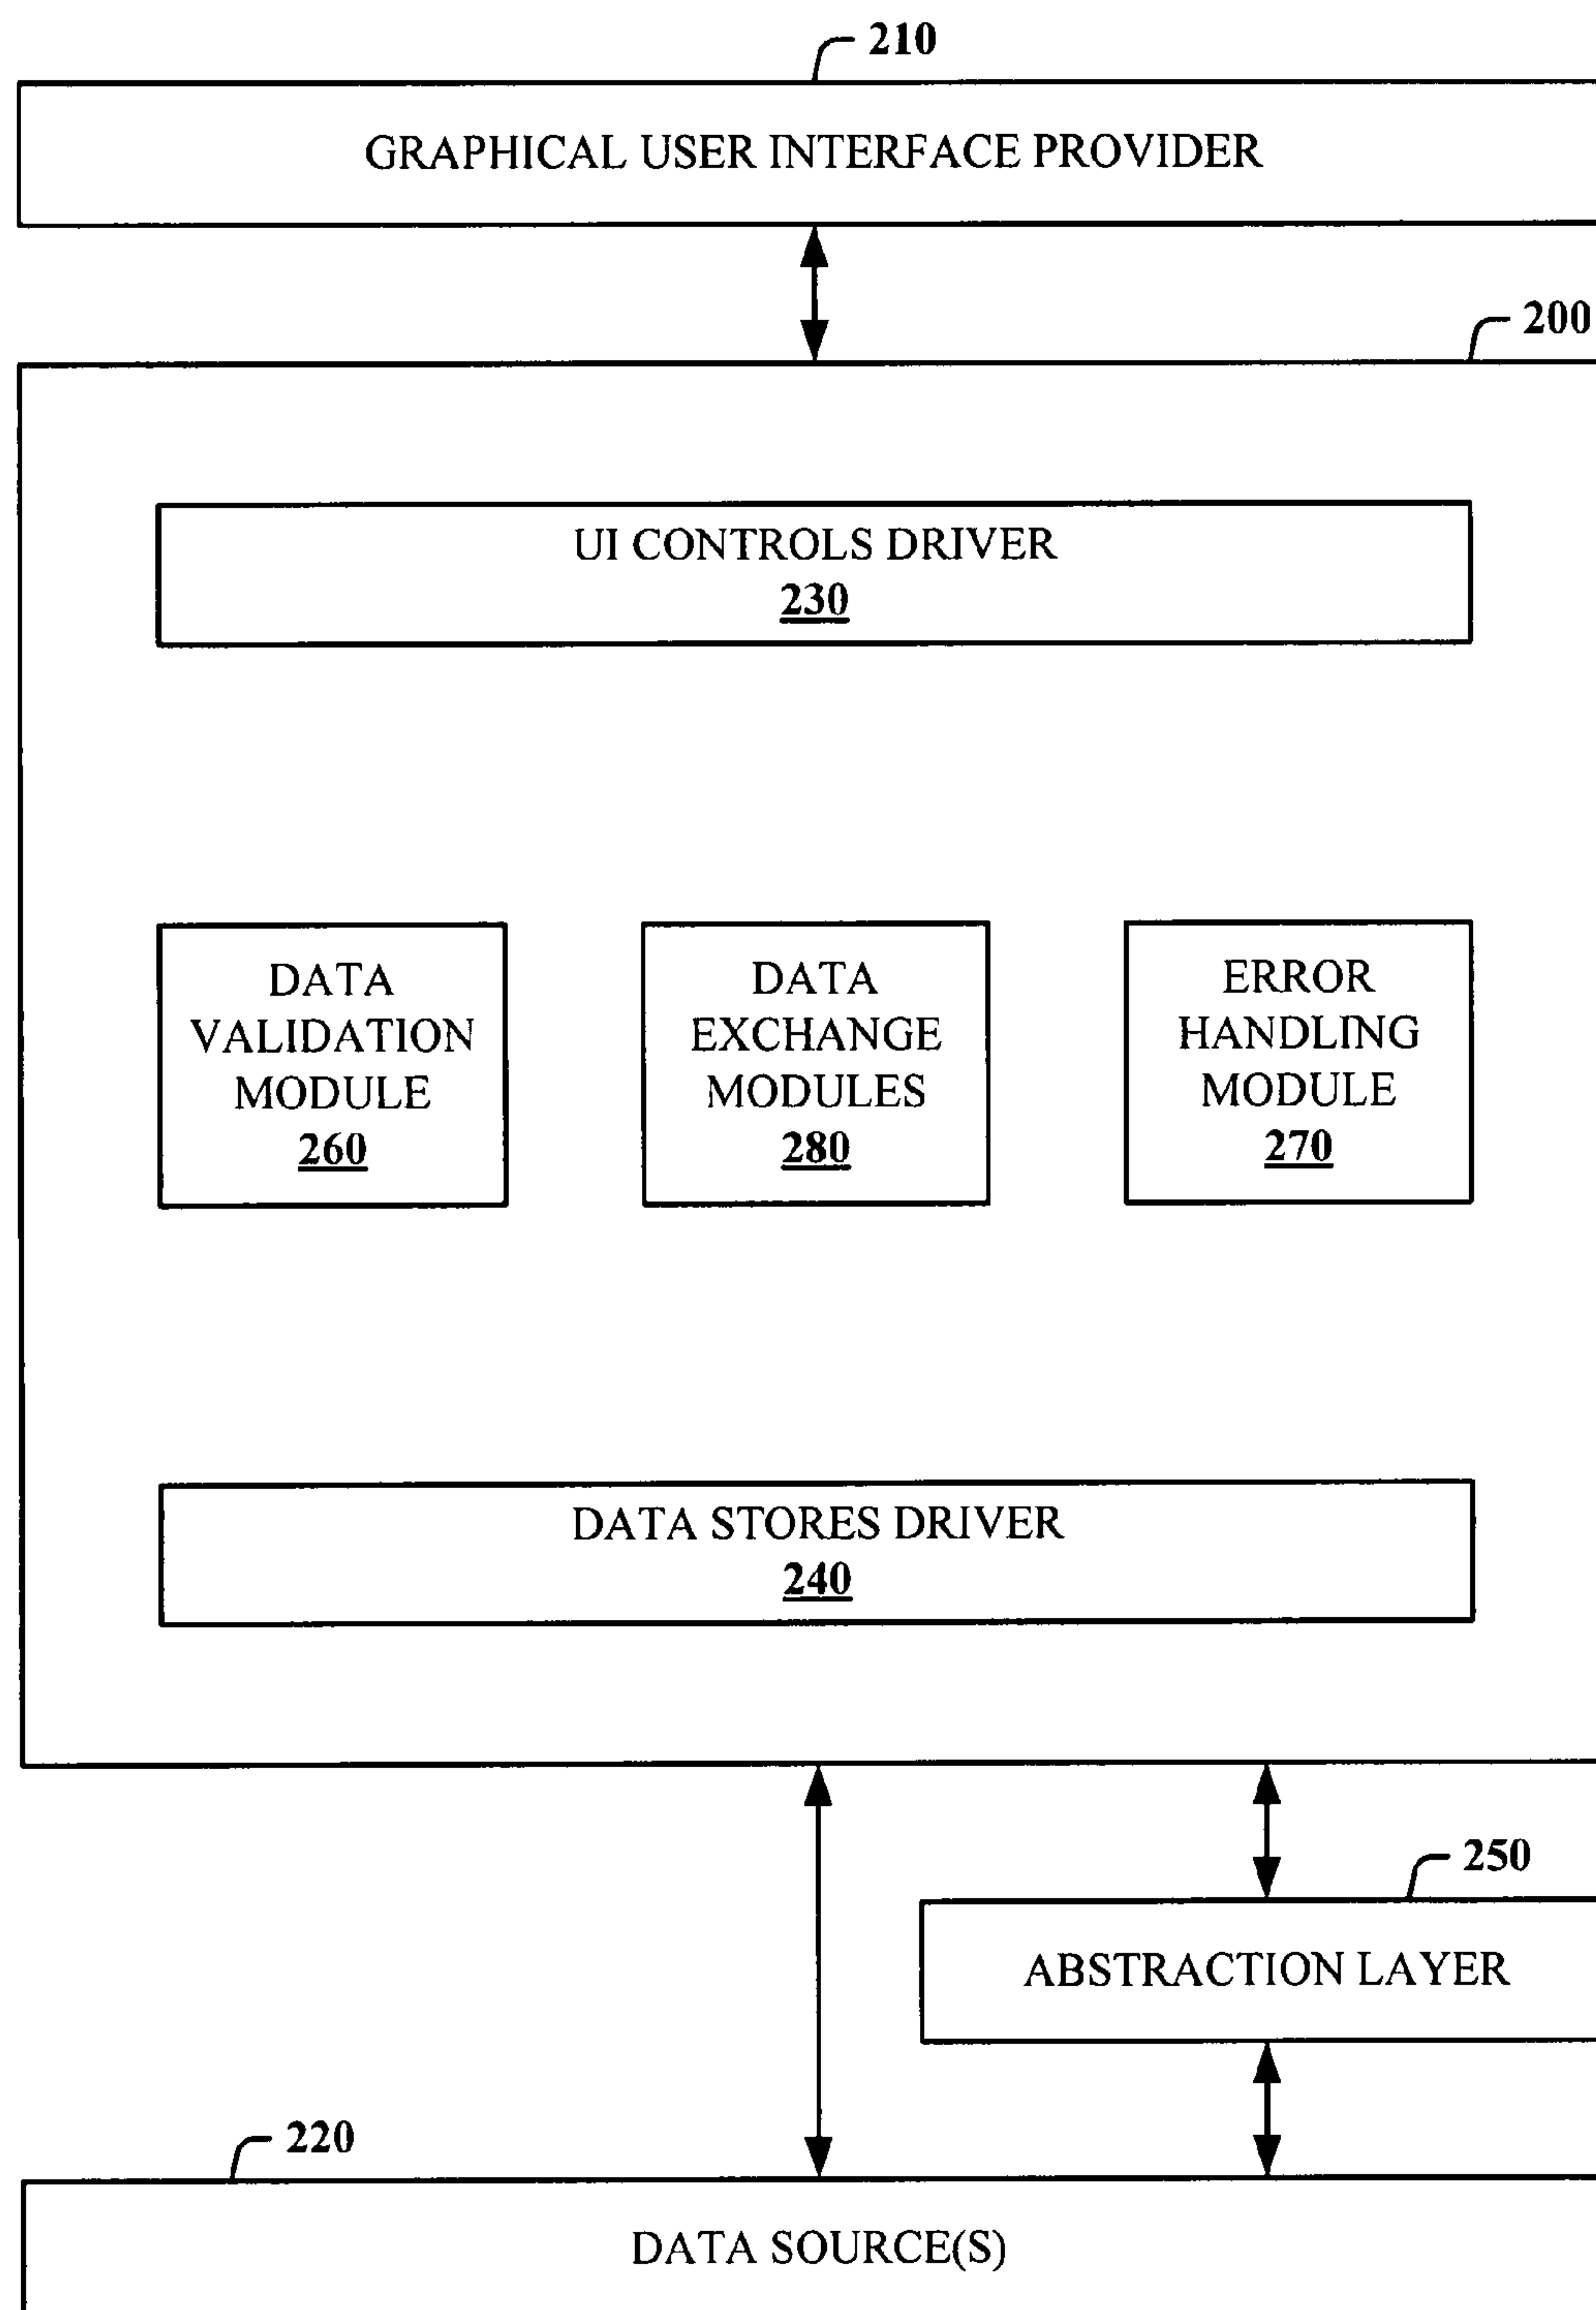 210
GRAPHICAL USER INTERFACE PROVIDER
200
UI CONTROLS DRIVER
230
DATA
VALIDATION
MODULE
260
DATA
EXCHANGE
MODULES
280
ERROR
HANDLING
MODULE
270
DATA STORES DRIVER
240
250
ABSTRACTION LAYER
220
DATA SOURCE(S)